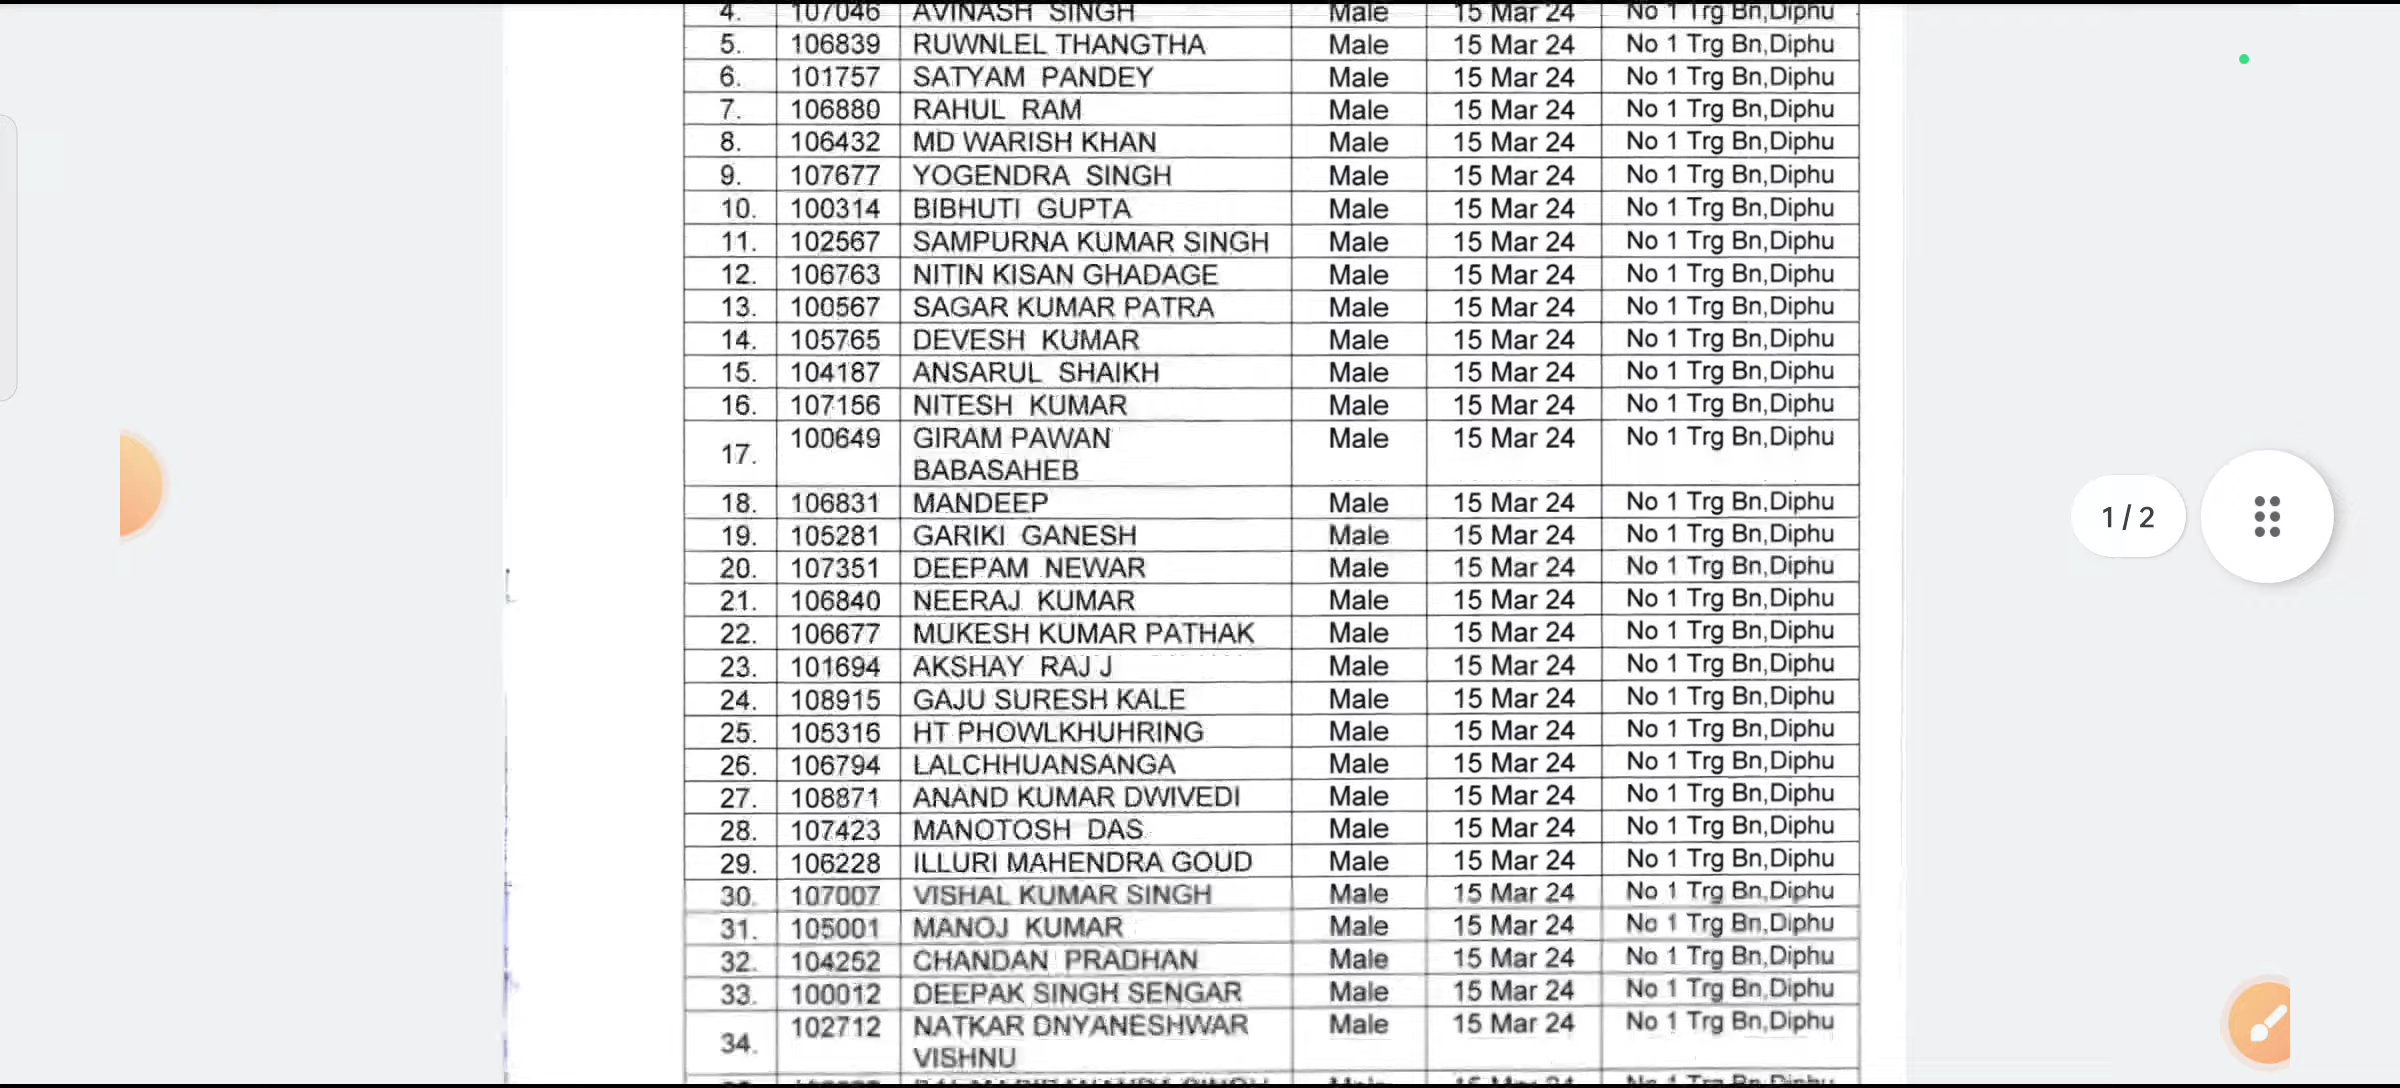 4. 107046 AVINASH SINGH Male 15 Mar 24 No 1 Trg Bn,Diphu
5. 106839 RUWNLEL THANGTHA Male 15 Mar 24 No 1 Trg Bn,Diphu
6. 101757 SATYAM PANDEY Male 15 Mar 24 No 1 Trg Bn,Diphu
7. 106880 RAHUL RAM Male 15 Mar 24 No 1 Trg Bn,Diphu
8. 106432 MD WARISH KHAN Male 15 Mar 24 No 1 Trg Bn,Diphu
9. 107677 YOGENDRA SINGH Male 15 Mar 24 No 1 Trg Bn,Diphu
10. 100314 BIBHUTI GUPTA Male 15 Mar 24 No 1 Trg Bn,Diphu
11. 102567 SAMPURNA KUMAR SINGH Male 15 Mar 24 No 1 Trg Bn,Diphu
12. 106763 NITIN KISAN GHADAGE Male 15 Mar 24 No 1 Trg Bn,Diphu
13. 100567 SAGAR KUMAR PATRA Male 15 Mar 24 No 1 Trg Bn,Diphu
14. 105765 DEVESH KUMAR Male 15 Mar 24 No 1 Trg Bn,Diphu
15. 104187 ANSARUL SHAIKH Male 15 Mar 24 No 1 Trg Bn,Diphu
16. 107156 NITESH KUMAR Male 15 Mar 24 No 1 Trg Bn,Diphu
17. 100649 GIRAM PAWAN Male 15 Mar 24 No 1 Trg Bn,Diphu
BABASAHEB
18. 106831 MANDEEP Male 15 Mar 24 No 1 Trg Bn,Diphu
19. 105281 GARIKI GANESH Male 15 Mar 24 No 1 Trg Bn,Diphu
20. 107351 DEEPAM NEWAR Male 15 Mar 24 No 1 Trg Bn,Diphu
21. 106840 NEERAJ KUMAR Male 15 Mar 24 No 1 Trg Bn,Diphu
22. 106677 MUKESH KUMAR PATHAK Male 15 Mar 24 No 1 Trg Bn,Diphu
23. 101694 AKSHAY RAJ J Male 15 Mar 24 No 1 Trg Bn,Diphu
24. 108915 GAJU SURESH KALE Male 15 Mar 24 No 1 Trg Bn,Diphu
25. 105316 HT PHOWLKHUHRING Male 15 Mar 24 No 1 Trg Bn,Diphu
26. 106794 LALCHHUANSANGA Male 15 Mar 24 No 1 Trg Bn,Diphu
27. 108871 ANAND KUMAR DWIVEDI Male 15 Mar 24 No 1 Trg Bn,Diphu
28. 107423 MANOTOSH DAS Male 15 Mar 24 No 1 Trg Bn,Diphu
29. 106228 ILLURI MAHENDRA GOUD Male 15 Mar 24 No 1 Trg Bn,Diphu
30. 107007 VISHAL KUMAR SINGH Male 15 Mar 24 No 1 Trg Bn,Diphu
31. 105001 MANOJ KUMAR Male 15 Mar 24 No 1 Trg Bn,Diphu
32. 104252 CHANDAN PRADHAN Male 15 Mar 24 No 1 Trg Bn,Diphu
33. 100012 DEEPAK SINGH SENGAR Male 15 Mar 24 No 1 Trg Bn,Diphu
34. 102712 NATKAR DNYANESHWAR Male 15 Mar 24 No 1 Trg Bn,Diphu
VISHNU
1 / 2